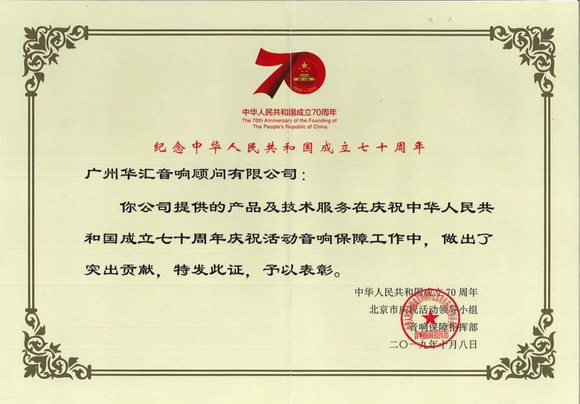 70
中华人民共和国成立70周年
The 70th Anniversary of the Founding of
The People's Republic of China
纪念中华人民共和国成立七十周年
广州华汇音响顾问有限公司：
你公司提供的产品及技术服务在庆祝中华人民共
和国成立七十周年庆祝活动音响保障工作中，做出了
突出贡献，特发此证，予以表彰。
中华人民共和国成立 70 周年
北京市庆祝活动领导小组
音响保障指挥部
二〇一九年十月八日